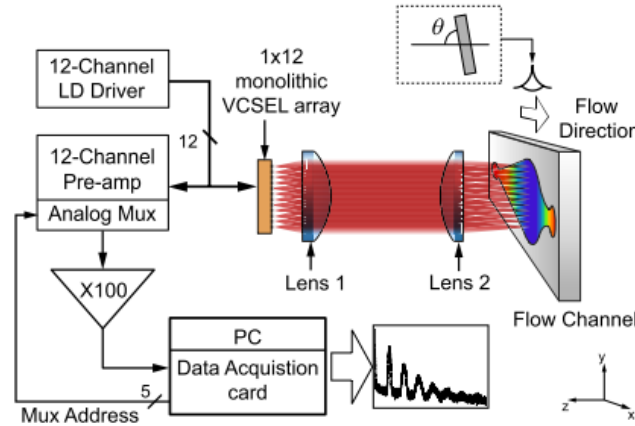 θ
1x12
monolithic
VCSEL array
12-Channel
LD Driver
Flow
Direction
12
12-Channel
Pre-amp
Analog Mux
X100
Lens 1
Lens 2
Flow Channel
PC
Data Acquistion
card
5
Mux Address
y
z
x